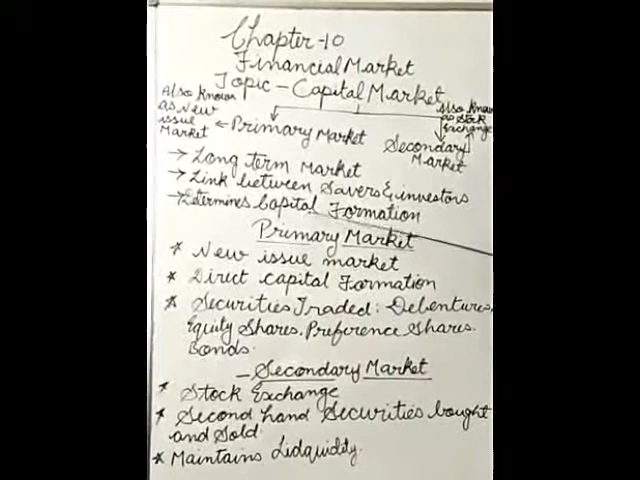 Chapter-10
Financial Market
Topic - Capital Market
Also Known
as New
issue
Market
← Primary Market
Also Know
as Stock
Exchange
Secondary
Market
→ Long term Market
→ Link between Savers & investors
→ Determines Capital Formation
Primary Market
* New issue market
* Direct capital Formation
* Securities Traded: Debentures,
Equity Shares, Preference Shares.
Bonds.
- Secondary Market
* Stock Exchange
* Second hand Securities bought
and Sold.
* Maintains Lidquidity.